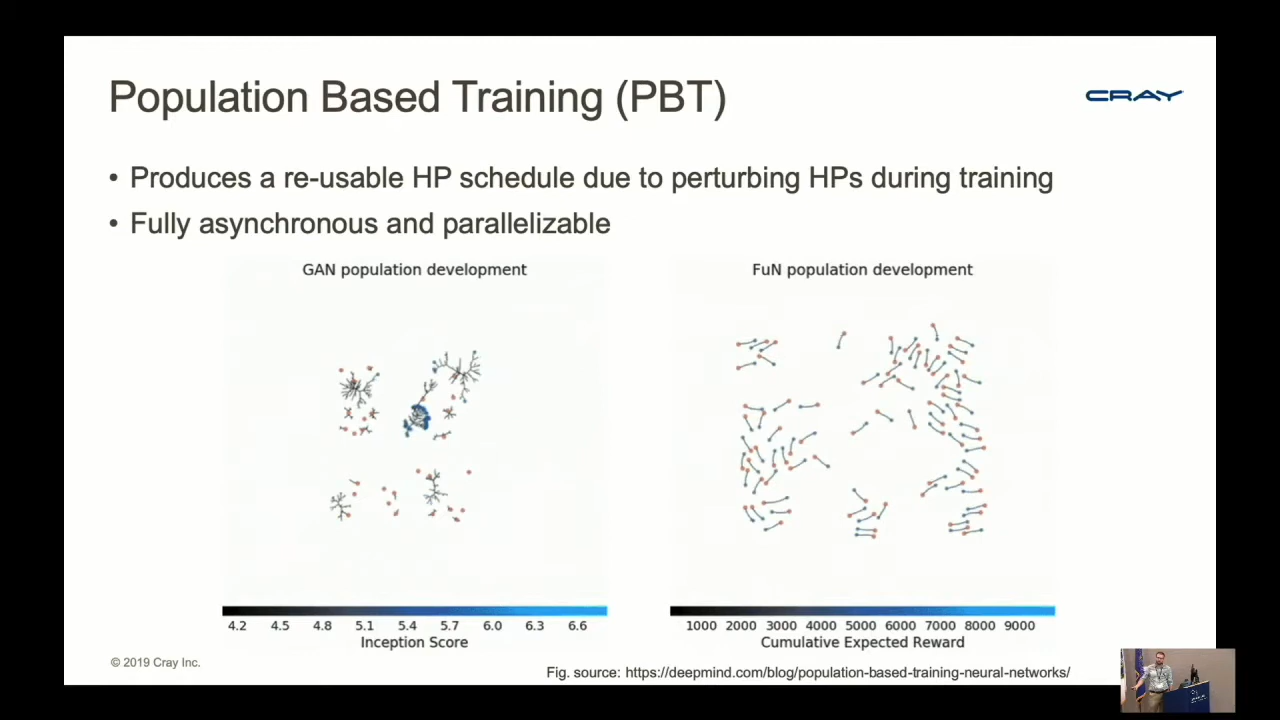 Population Based Training (PBT)
CRAY
• Produces a re-usable HP schedule due to perturbing HPs during training
• Fully asynchronous and parallelizable
GAN population development
FuN population development
4.2 4.5 4.8 5.1 5.4 5.7 6.0 6.3 6.6
Inception Score
1000 2000 3000 4000 5000 6000 7000 8000 9000
Cumulative Expected Reward
© 2019 Cray Inc.
Fig. source: https://deepmind.com/blog/population-based-training-neural-networks/